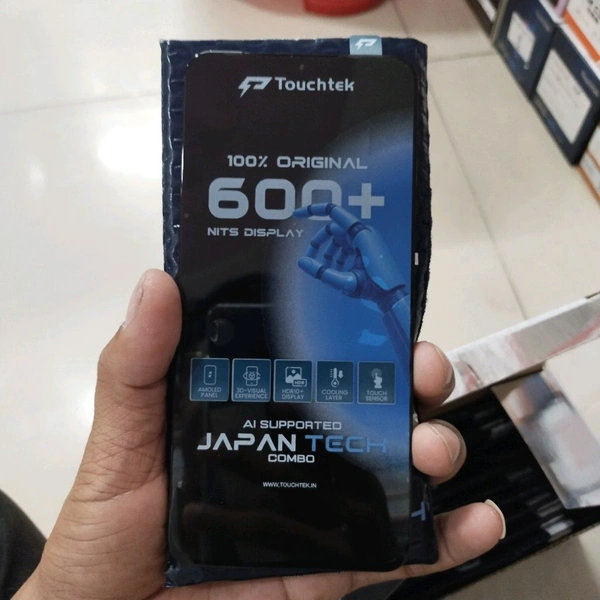 Touchtek
100% ORIGINAL
600+
NITS DISPLAY
AMOLED
PANEL
3D-VISUAL
EXPERIENCE
HDR
HDR10+
DISPLAY
COOLING
LAYER
TOUCH
SENSOR
AI SUPPORTED
JAPAN TECH
COMBO
WWW.TOUCHTEK.IN